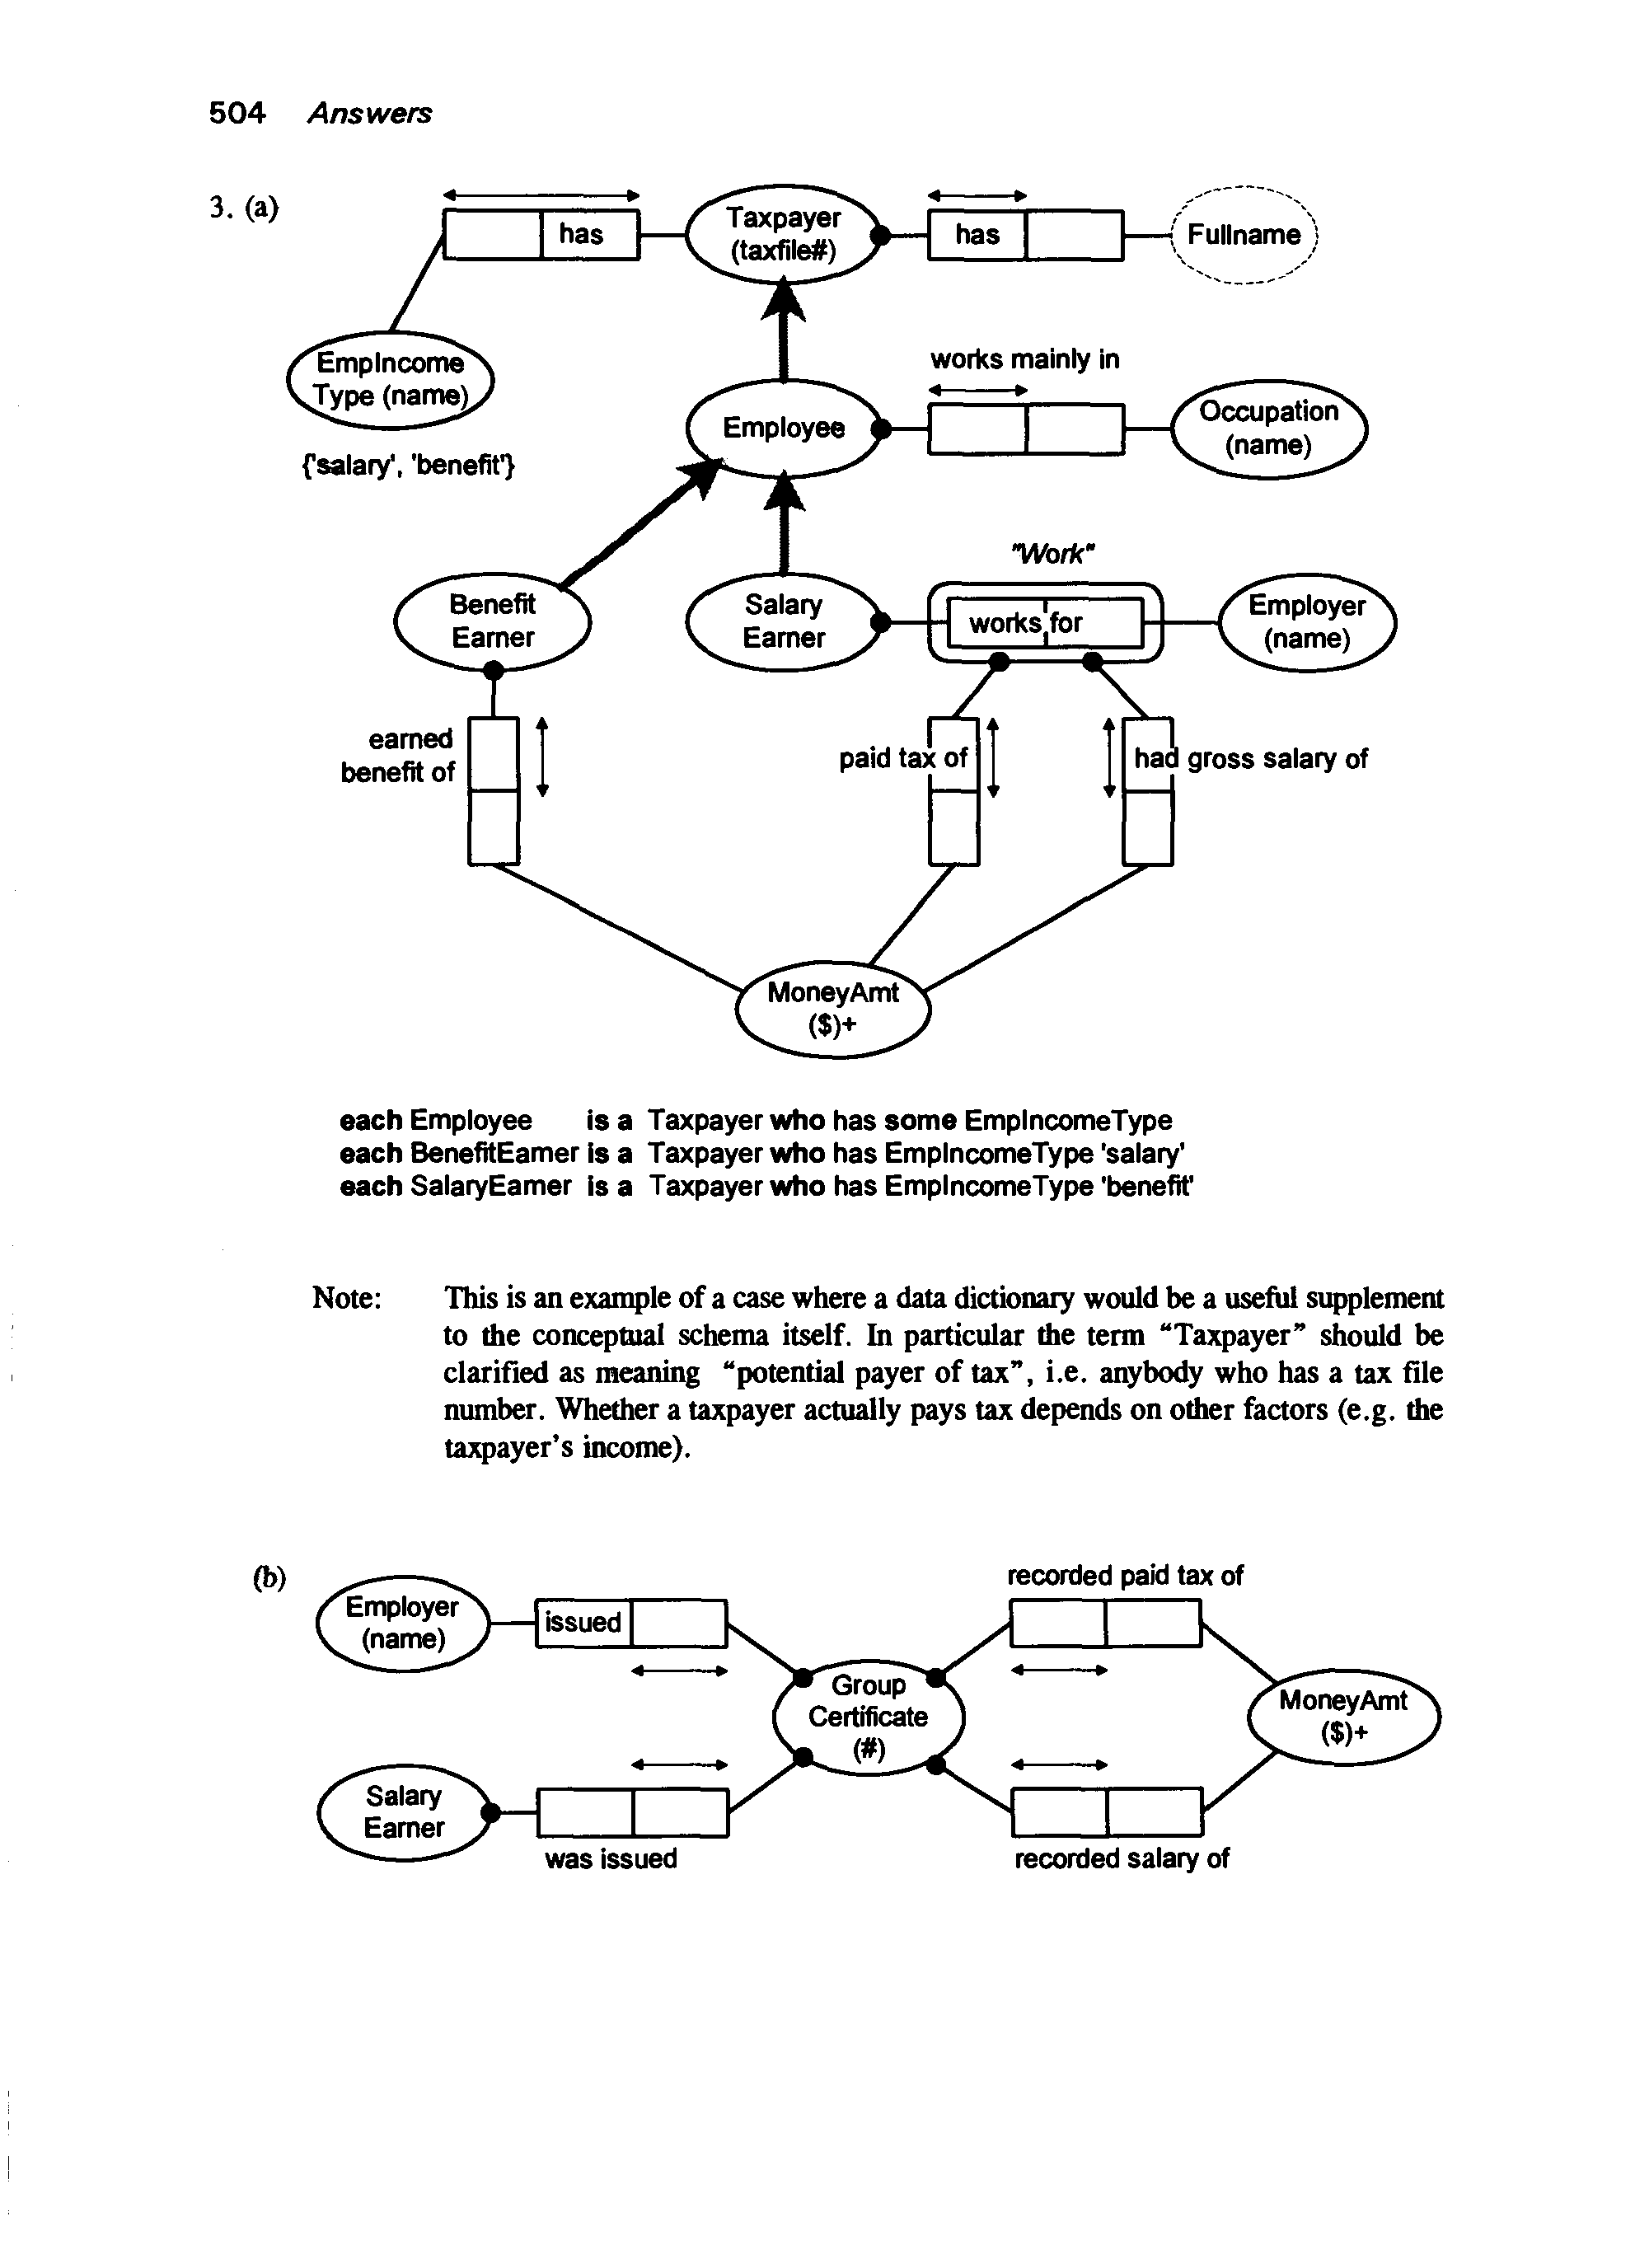 504 Answers
3. (a)
has
Taxpayer
(taxfile#)
has
Fullname
EmpIncome
Type (name)
{'salary', 'benefit'}
works mainly in
Employee
Occupation
(name)
"Work"
Benefit
Earner
Salary
Earner
works for
Employer
(name)
earned
benefit of
paid tax of
had gross salary of
MoneyAmt
($)+
each Employee is a Taxpayer who has some EmpIncomeType
each BenefitEarner is a Taxpayer who has EmpIncomeType 'salary'
each SalaryEarner is a Taxpayer who has EmpIncomeType 'benefit'
Note: This is an example of a case where a data dictionary would be a useful supplement
to the conceptual schema itself. In particular the term “Taxpayer” should be
clarified as meaning “potential payer of tax”, i.e. anybody who has a tax file
number. Whether a taxpayer actually pays tax depends on other factors (e.g. the
taxpayer's income).
(b)
recorded paid tax of
Employer
(name)
issued
Group
Certificate
(#)
MoneyAmt
($)+
Salary
Earner
was issued
recorded salary of